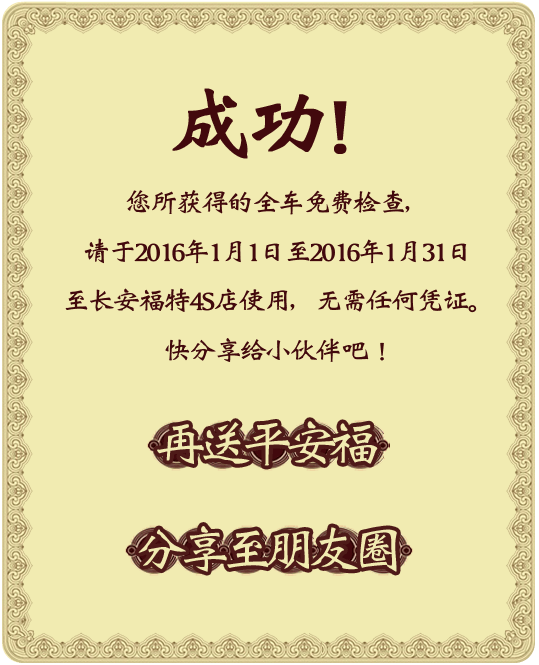 成功!
您所获得的全车免费检查,
请于2016年1月1日至2016年1月31日
至长安福特4S店使用, 无需任何凭证。
快分享给小伙伴吧！
再送平安福
分享至朋友圈